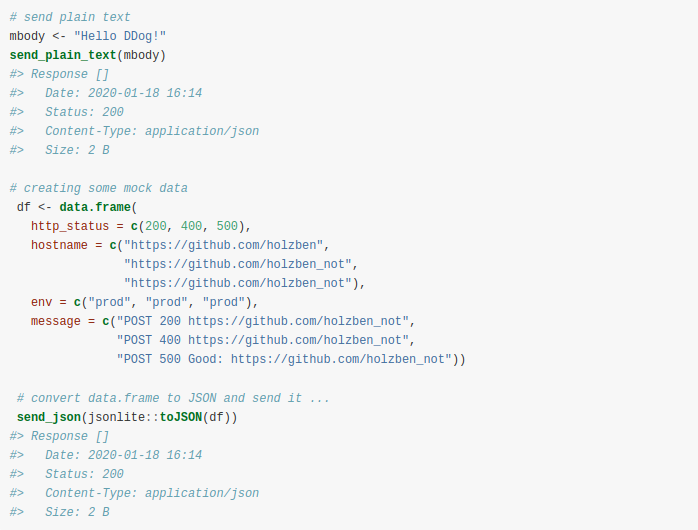 # send plain text
mbody <- "Hello DDog!"
send_plain_text(mbody)
#> Response []
#>   Date: 2020-01-18 16:14
#>   Status: 200
#>   Content-Type: application/json
#>   Size: 2 B

# creating some mock data
 df <- data.frame(
   http_status = c(200, 400, 500),
   hostname = c("https://github.com/holzben",
                "https://github.com/holzben_not",
                "https://github.com/holzben_not"),
   env = c("prod", "prod", "prod"),
   message = c("POST 200 https://github.com/holzben_not",
               "POST 400 https://github.com/holzben_not",
               "POST 500 Good: https://github.com/holzben_not"))

 # convert data.frame to JSON and send it ...
 send_json(jsonlite::toJSON(df))
#> Response []
#>   Date: 2020-01-18 16:14
#>   Status: 200
#>   Content-Type: application/json
#>   Size: 2 B